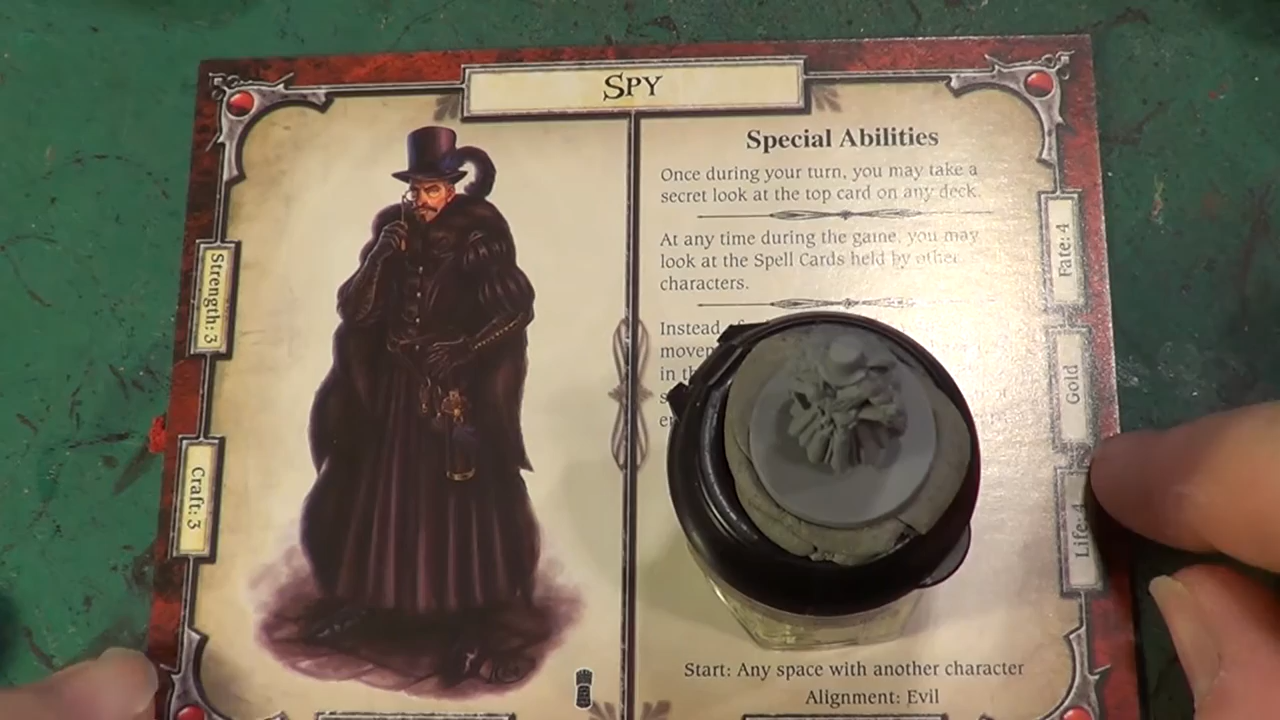 SPY
Special Abilities
Once during your turn, you may take a
secret look at the top card on any deck.
At any time during the game, you may
look at the Spell Cards held by other
characters.
Instead
in
Strength: 3
Craft: 3
Fate: 4
Gold
Life: 4
Start: Any space with another character
Alignment: Evil